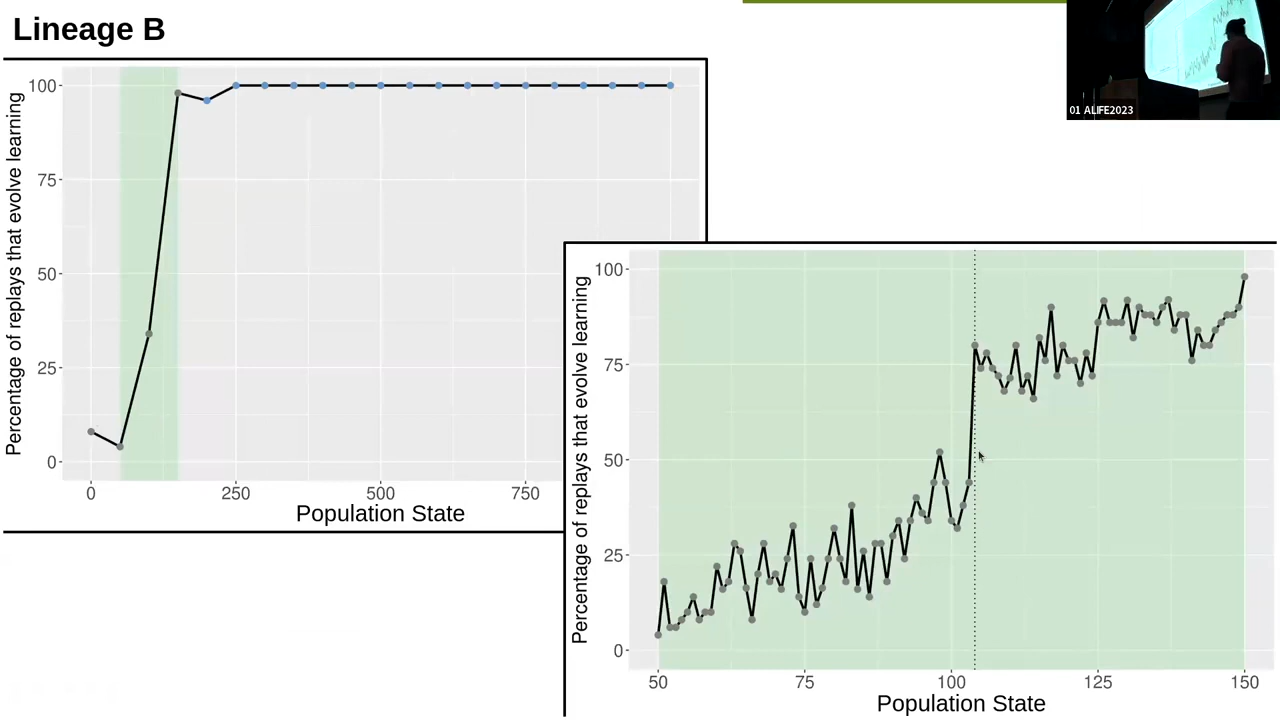 Lineage B
01 ALIFE2023
Percentage of replays that evolve learning
100
75
50
25
0
0 250 500 750
Population State
Percentage of replays that evolve learning
100
75
50
25
0
50 75 100 125 150
Population State